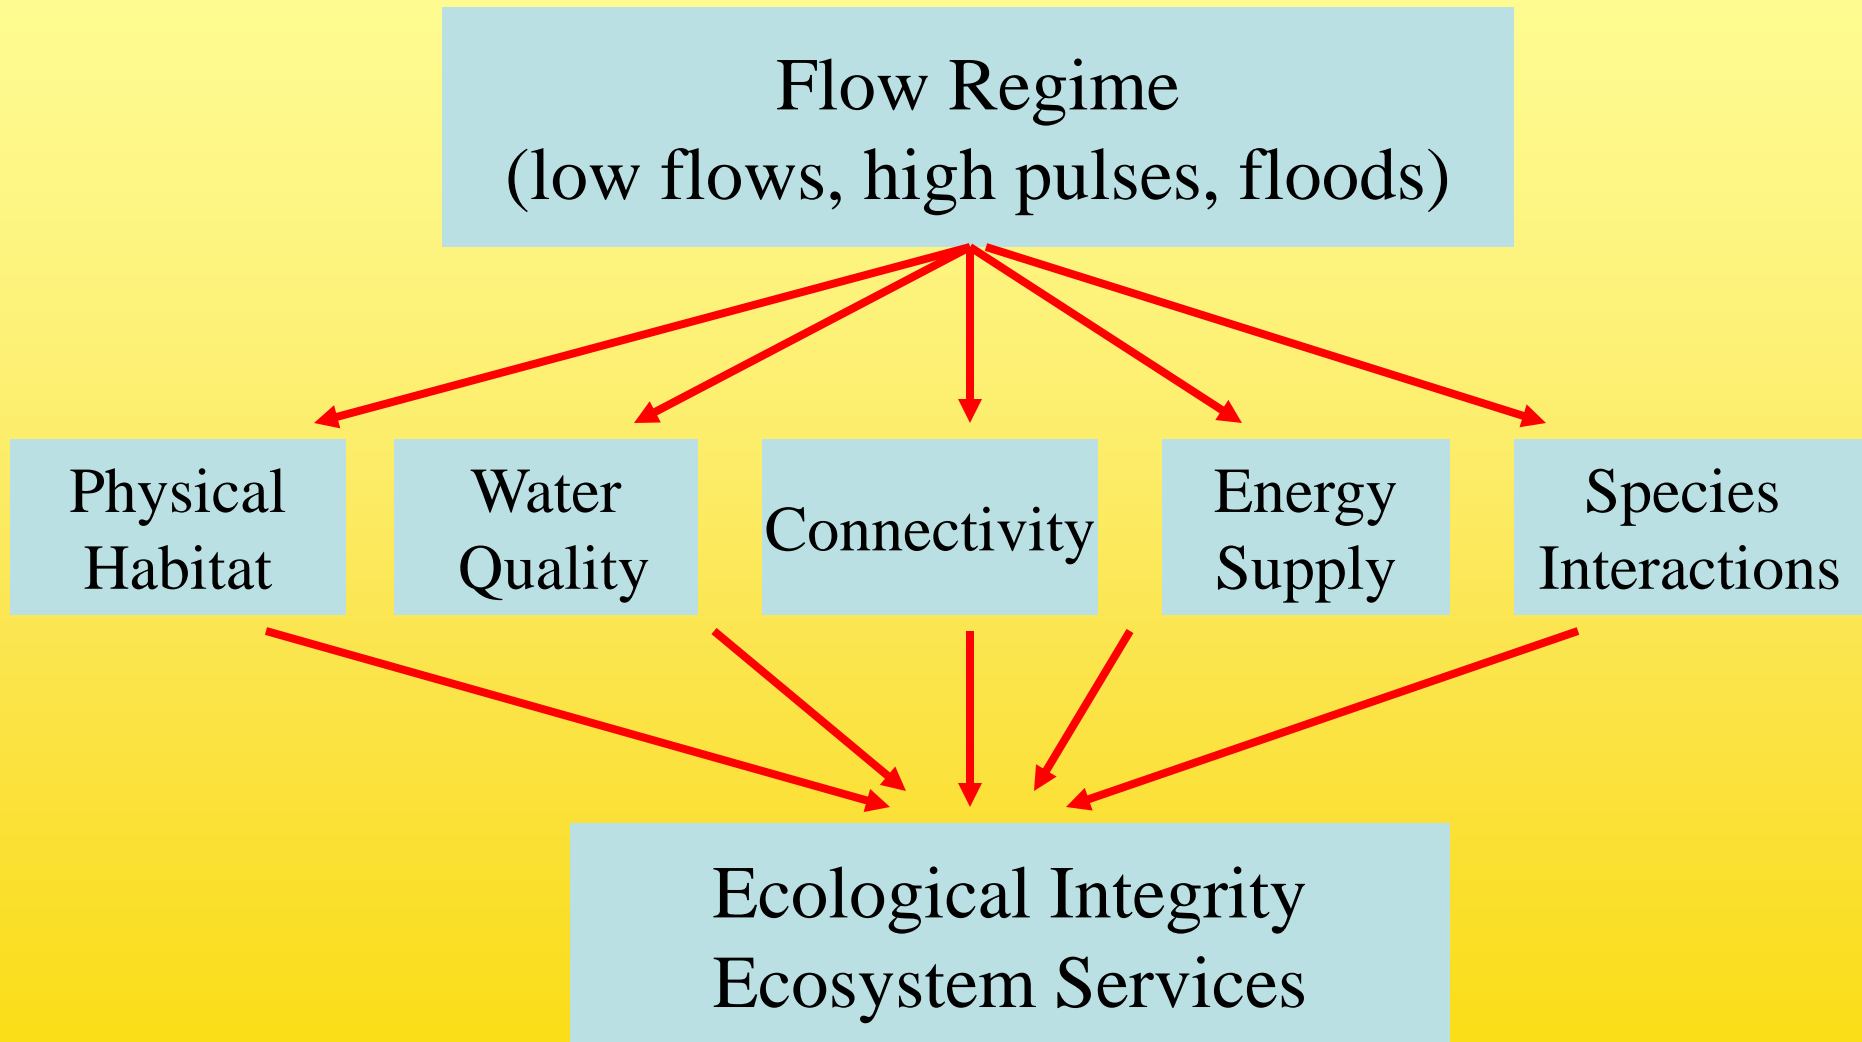 Flow Regime
(low flows, high pulses, floods)
Physical
Habitat
Water
Quality
Connectivity
Energy
Supply
Species
Interactions
Ecological Integrity
Ecosystem Services